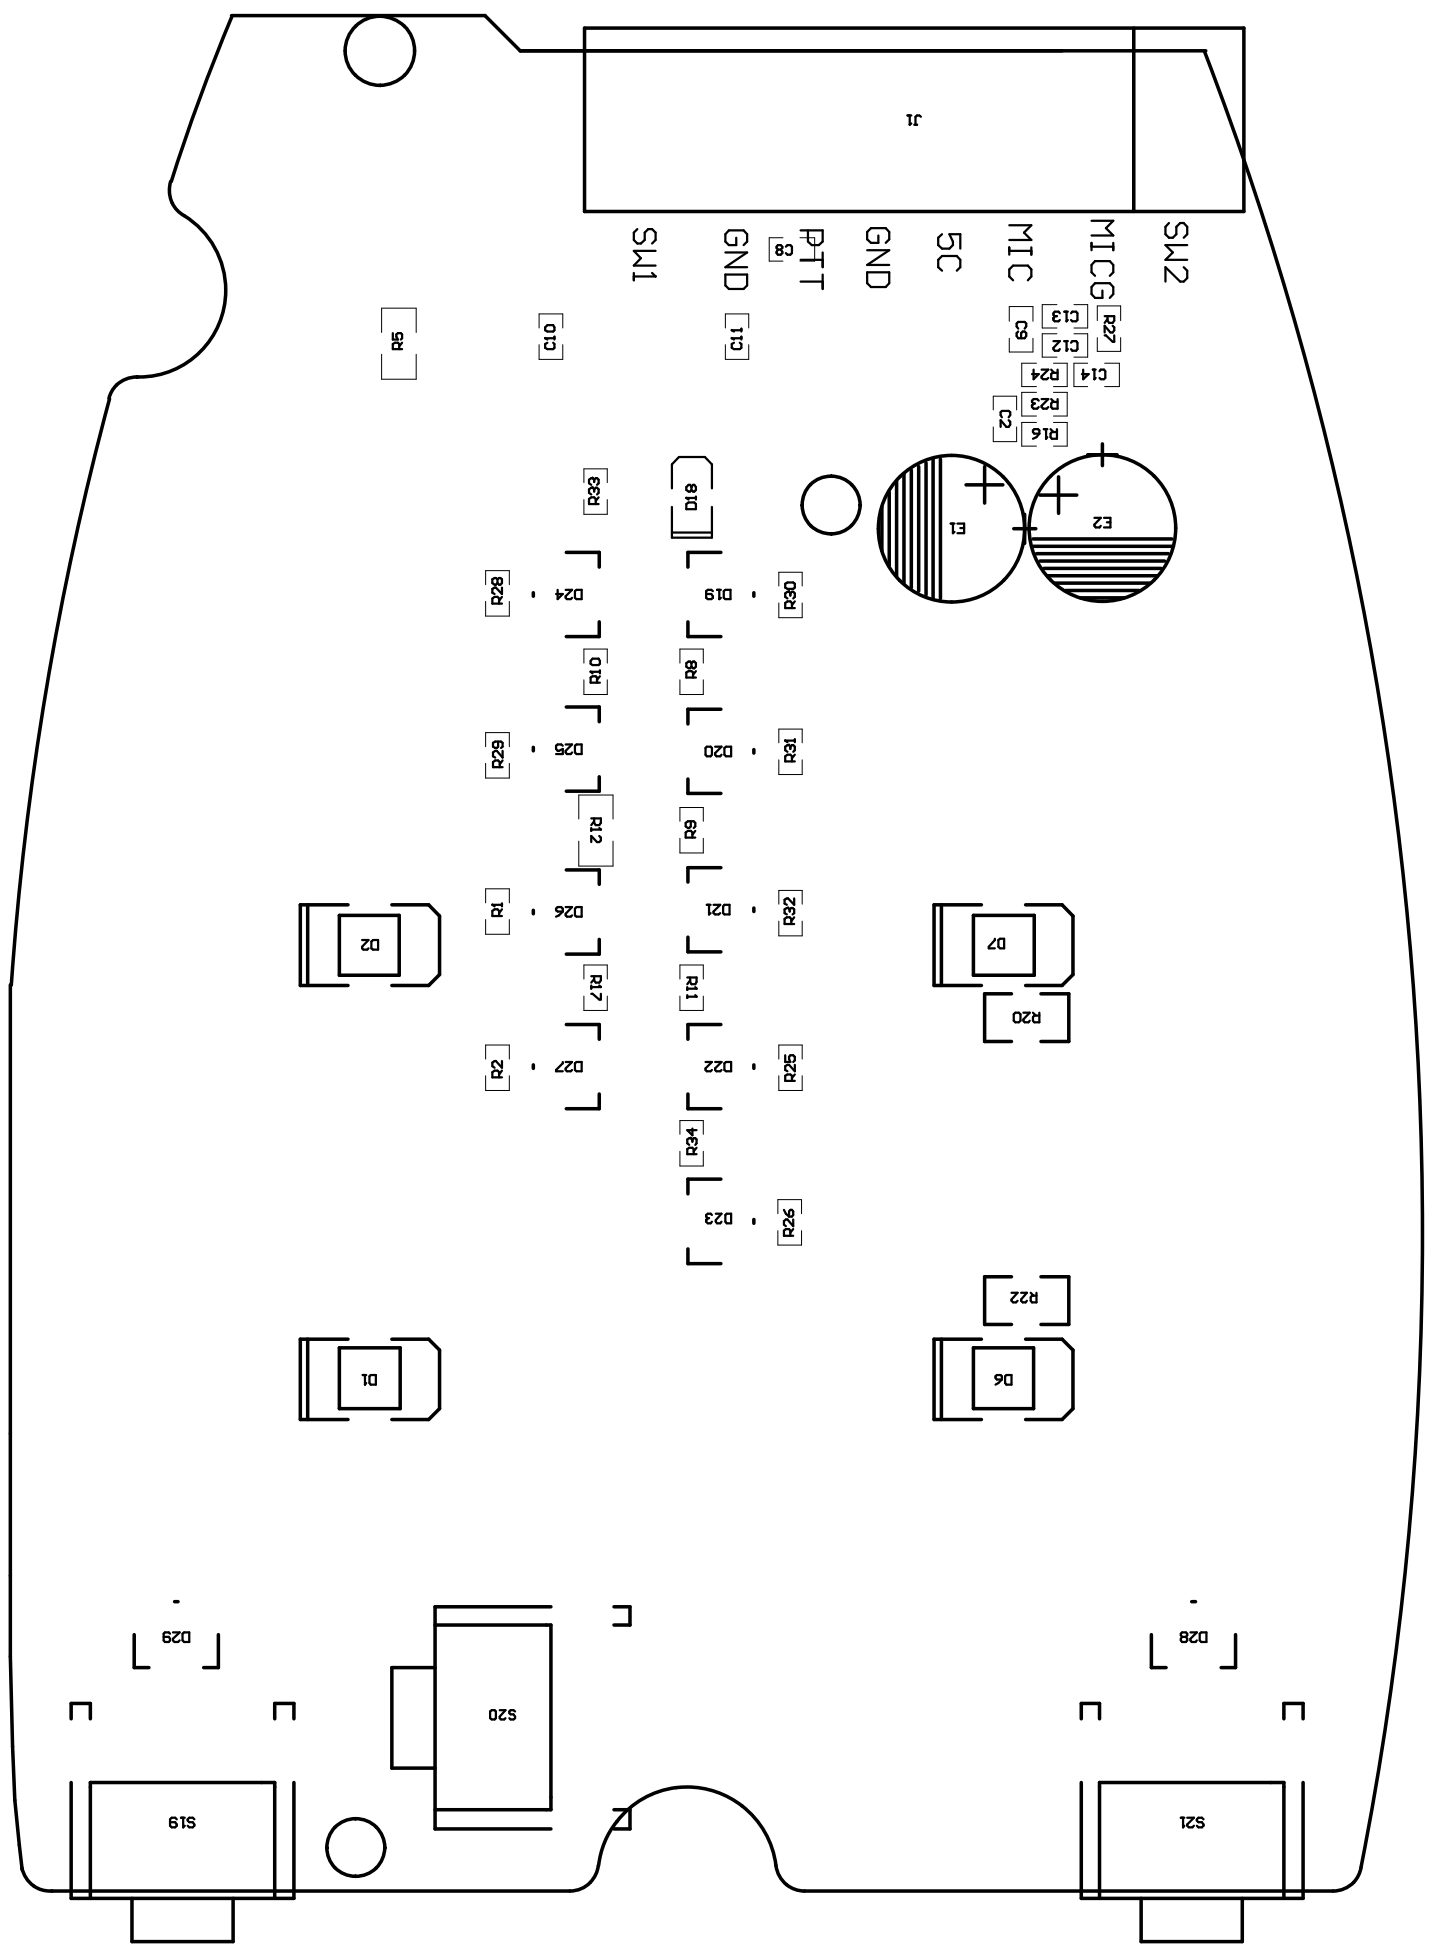 J1
SW1
GND
C8
PTT
GND
5C
MIC
MICG
SW2
R5
C10
C11
C9
C13
R27
C12
R24
C14
R23
C2
R16
R33
D18
E1
E2
R28
D24
D19
R30
R10
R8
R29
D25
D20
R31
R12
R9
R1
D26
D21
R32
D2
D7
R17
R11
R20
R2
D27
D22
R25
R34
D23
R26
R22
D1
D6
D29
D28
S20
S19
S21